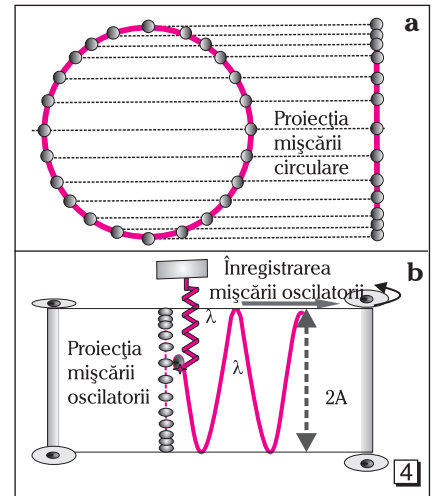 a
Proiecţia
mişcării
circulare
b
Înregistrarea
mişcării oscilatorii
λ
Proiecţia
mişcării
oscilatorii
λ
2A
4